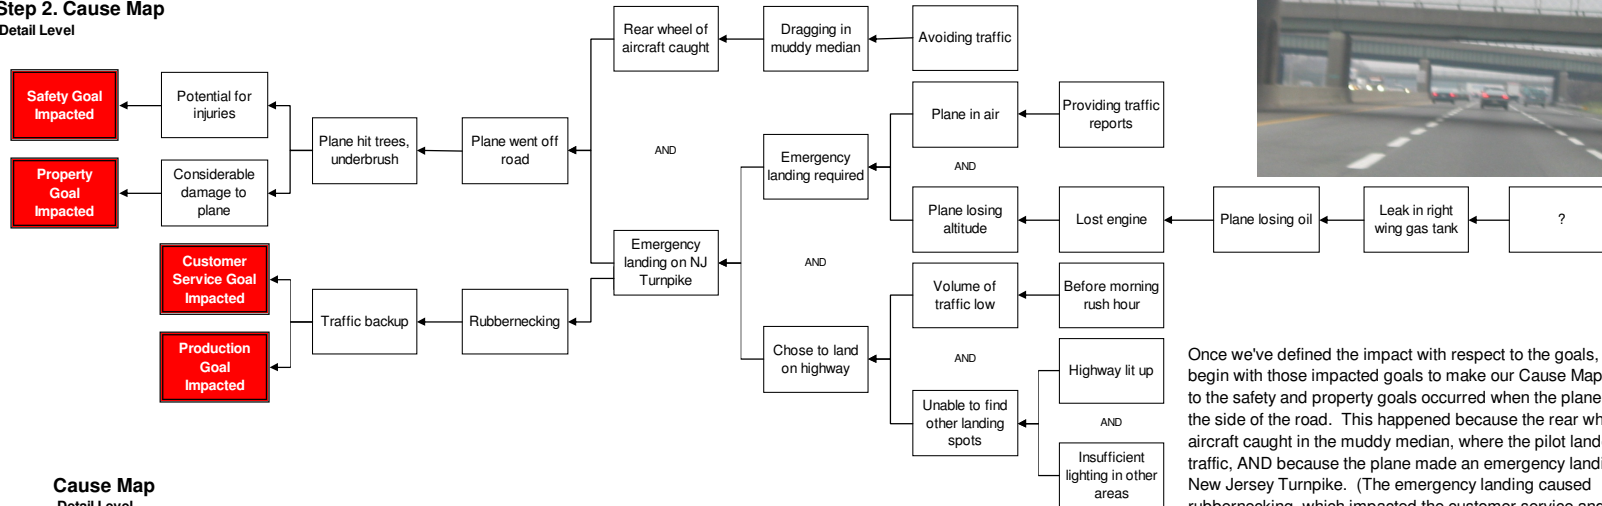 Step 2. Cause Map
Detail Level
Safety Goal
Impacted
Property
Goal
Impacted
Customer
Service Goal
Impacted
Production
Goal
Impacted
Potential for
injuries
Considerable
damage to
plane
Plane hit trees,
underbrush
Traffic backup
Plane went off
road
Rubbernecking
Rear wheel of
aircraft caught
AND
Emergency
landing on NJ
Turnpike
Dragging in
muddy median
Avoiding traffic
Emergency
landing required
AND
Chose to land
on highway
Plane in air
AND
Plane losing
altitude
Providing traffic
reports
Lost engine
Plane losing oil
Leak in right
wing gas tank
?
Volume of
traffic low
AND
Unable to find
other landing
spots
Before morning
rush hour
Highway lit up
AND
Insufficient
lighting in other
areas
Once we've defined the impact with respect to the goals,
begin with those impacted goals to make our Cause Map
to the safety and property goals occurred when the plane
the side of the road. This happened because the rear
aircraft caught in the muddy median, where the pilot
traffic, AND because the plane made an emergency
New Jersey Turnpike. (The emergency landing caused
rubbernecking, which impacted the customer service and
Cause Map
Detail Level